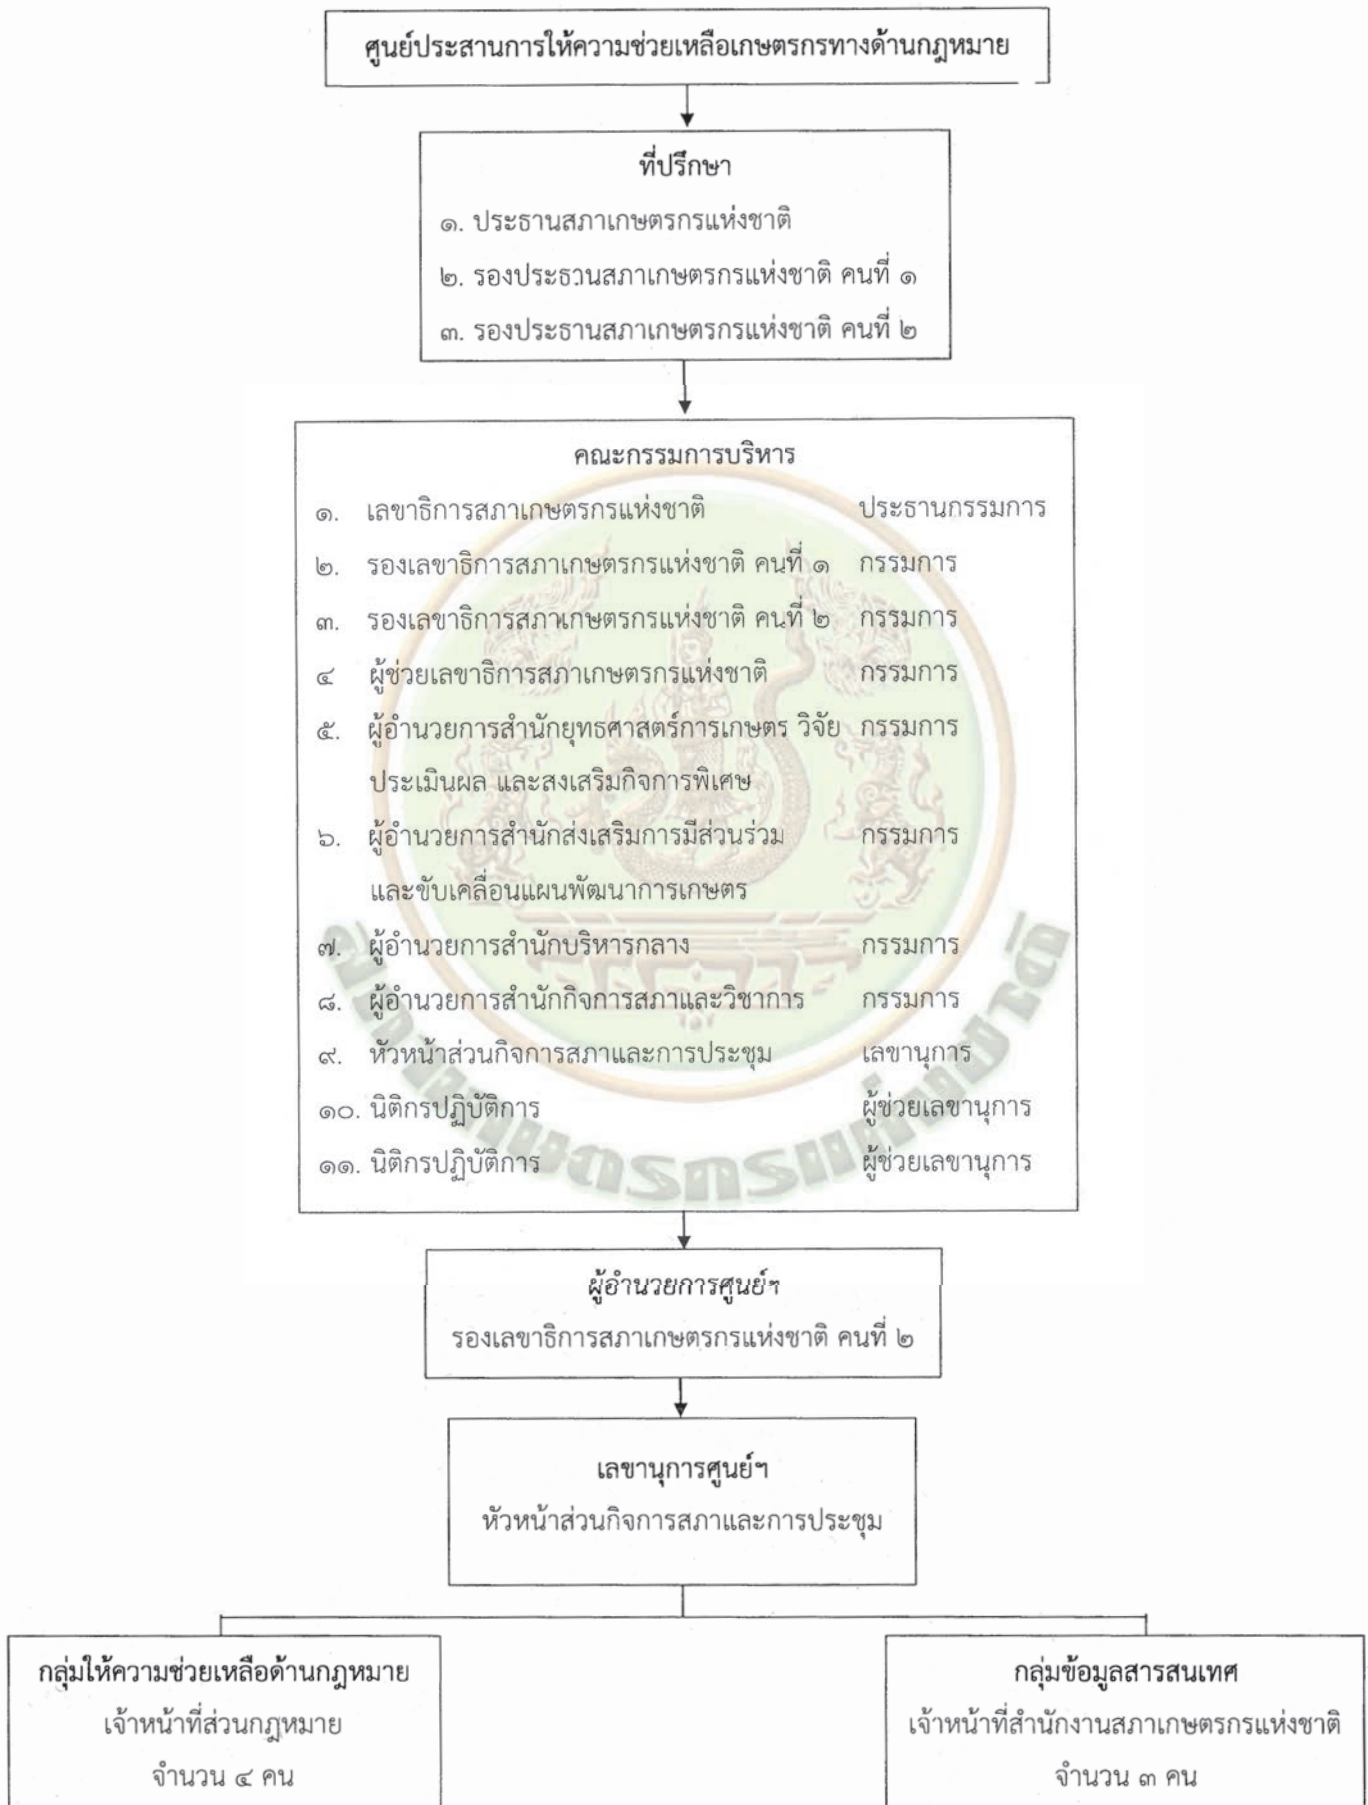 ศูนย์ประสานการให้ความช่วยเหลือเกษตรกรทางด้านกฎหมาย
ที่ปรึกษา
๑. ประธานสภาเกษตรกรแห่งชาติ
๒. รองประธานสภาเกษตรกรแห่งชาติ คนที่ ๑
๓. รองประธานสภาเกษตรกรแห่งชาติ คนที่ ๒
คณะกรรมการบริหาร
๑. เลขาธิการสภาเกษตรกรแห่งชาติ ประธานกรรมการ
๒. รองเลขาธิการสภาเกษตรกรแห่งชาติ คนที่ ๑ กรรมการ
๓. รองเลขาธิการสภาเกษตรกรแห่งชาติ คนที่ ๒ กรรมการ
๔ ผู้ช่วยเลขาธิการสภาเกษตรกรแห่งชาติ กรรมการ
๕. ผู้อำนวยการสำนักยุทธศาสตร์การเกษตร วิจัย กรรมการ
ประเมินผล และสงเสริมกิจการพิเศษ
๖. ผู้อำนวยการสำนักส่งเสริมการมีส่วนร่วม กรรมการ
และขับเคลื่อนแผนพัฒนาการเกษตร
๗. ผู้อำนวยการสำนักบริหารกลาง กรรมการ
๘. ผู้อำนวยการสำนักกิจการสภาและวิชาการ กรรมการ
๙. หัวหน้าส่วนกิจการสภาและการประชุม เลขานุการ
๑๐. นิติกรปฏิบัติการ ผู้ช่วยเลขานุการ
๑๑. นิติกรปฏิบัติการ ผู้ช่วยเลขานุการ
สภาเกษตรกรแห่งชาติ
ผู้อำนวยการศูนย์ฯ
รองเลขาธิการสภาเกษตรกรแห่งชาติ คนที่ ๒
เลขานุการศูนย์ฯ
หัวหน้าส่วนกิจการสภาและการประชุม
กลุ่มให้ความช่วยเหลือด้านกฎหมาย
เจ้าหน้าที่ส่วนกฎหมาย
จำนวน ๔ คน
กลุ่มข้อมูลสารสนเทศ
เจ้าหน้าที่สำนักงานสภาเกษตรกรแห่งชาติ
จำนวน ๓ คน